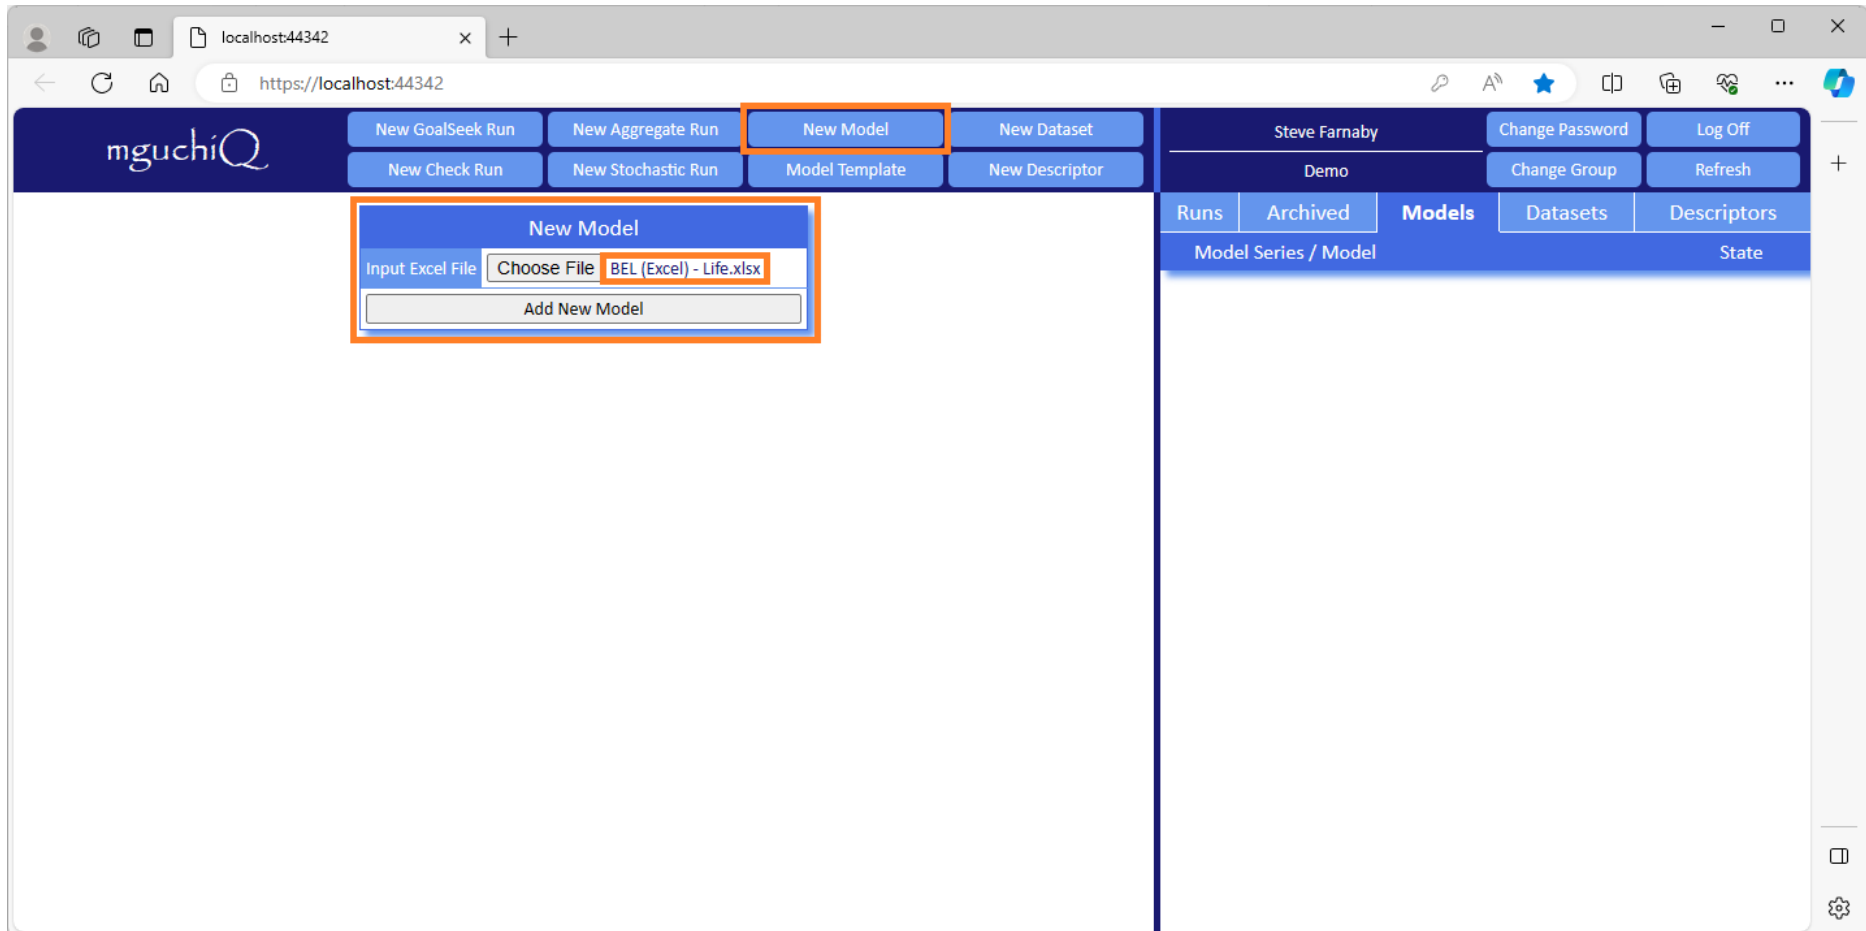 localhost:44342
https://localhost:44342
mguchiQ
New GoalSeek Run New Aggregate Run New Model New Dataset
New Check Run New Stochastic Run Model Template New Descriptor
Steve Farnaby Change Password Log Off
Demo Change Group Refresh
New Model
Input Excel File Choose File BEL (Excel) - Life.xlsx
Add New Model
Runs Archived Models Datasets Descriptors
Model Series / Model State